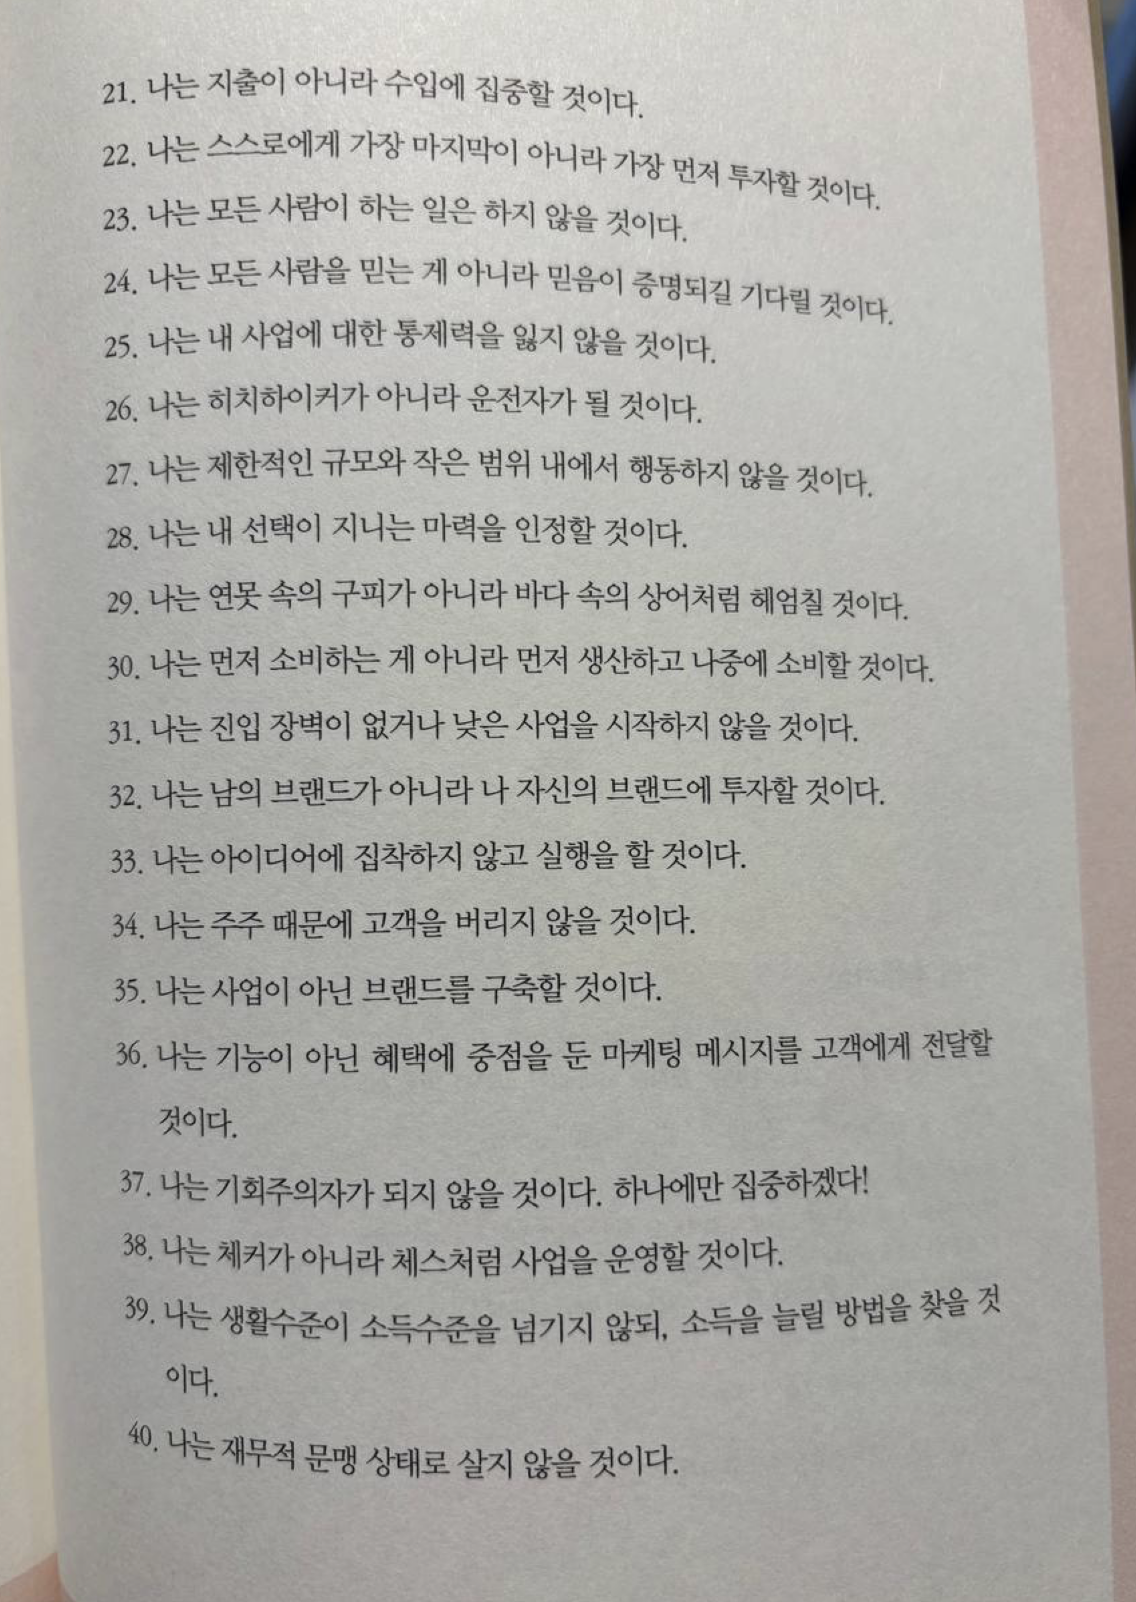 21. 나는 지출이 아니라 수입에 집중할 것이다.
22. 나는 스스로에게 가장 마지막이 아니라 가장 먼저 투자할 것이다.
23. 나는 모든 사람이 하는 일은 하지 않을 것이다.
24. 나는 모든 사람을 믿는 게 아니라 믿음이 증명되길 기다릴 것이다.
25. 나는 내 사업에 대한 통제력을 잃지 않을 것이다.
26. 나는 히치하이커가 아니라 운전자가 될 것이다.
27. 나는 제한적인 규모와 작은 범위 내에서 행동하지 않을 것이다.
28. 나는 내 선택이 지니는 마력을 인정할 것이다.
29. 나는 연못 속의 구피가 아니라 바다 속의 상어처럼 헤엄칠 것이다.
30. 나는 먼저 소비하는 게 아니라 먼저 생산하고 나중에 소비할 것이다.
31. 나는 진입 장벽이 없거나 낮은 사업을 시작하지 않을 것이다.
32. 나는 남의 브랜드가 아니라 나 자신의 브랜드에 투자할 것이다.
33. 나는 아이디어에 집착하지 않고 실행을 할 것이다.
34. 나는 주주 때문에 고객을 버리지 않을 것이다.
35. 나는 사업이 아닌 브랜드를 구축할 것이다.
36. 나는 기능이 아닌 혜택에 중점을 둔 마케팅 메시지를 고객에게 전달할
것이다.
37. 나는 기회주의자가 되지 않을 것이다. 하나에만 집중하겠다!
38. 나는 체커가 아니라 체스처럼 사업을 운영할 것이다.
39. 나는 생활수준이 소득수준을 넘기지 않되, 소득을 늘릴 방법을 찾을 것
이다.
40. 나는 재무적 문맹 상태로 살지 않을 것이다.